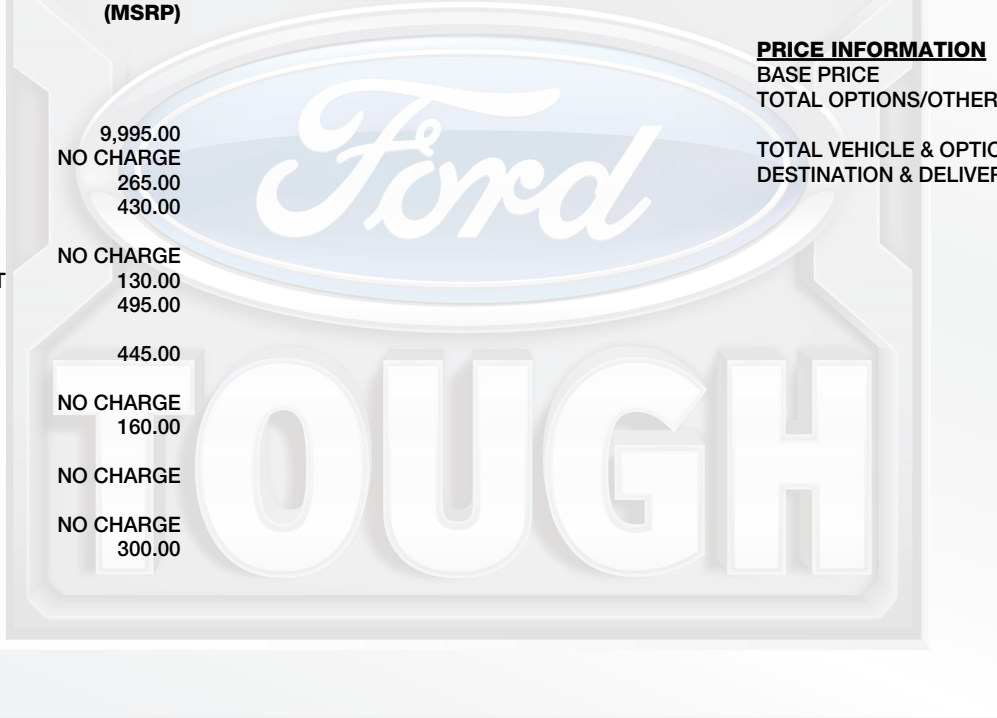 (MSRP)
9,995.00
NO CHARGE
265.00
430.00
NO CHARGE
T 130.00
495.00
445.00
NO CHARGE
160.00
NO CHARGE
NO CHARGE
300.00
Ford
TOUGH
PRICE INFORMATION
BASE PRICE
TOTAL OPTIONS/OTHER
TOTAL VEHICLE & OPTIO
DESTINATION & DELIVER